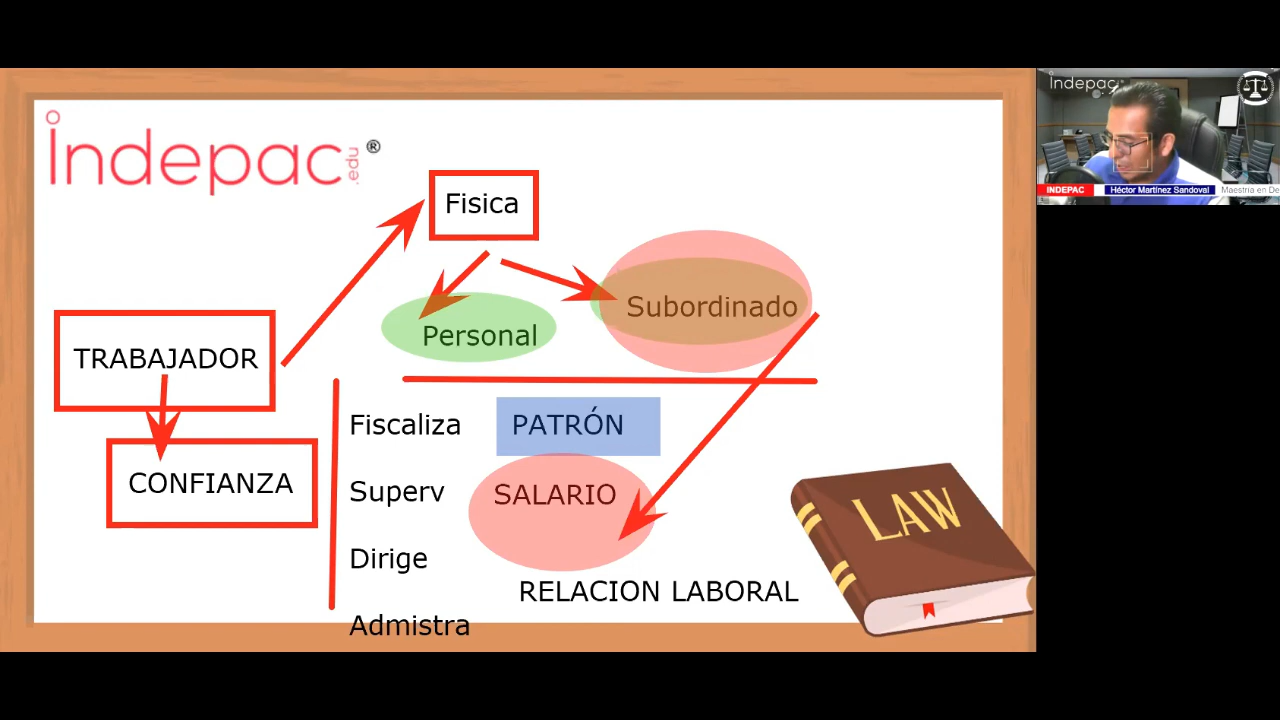 indepac.edu ®
Fisica
Subordinado
Personal
TRABAJADOR
CONFIANZA
Fiscaliza
PATRÓN
Superv
SALARIO
Dirige
RELACION LABORAL
Admistra
LAW
Indepac
INDEPAC Héctor Martínez Sandoval Maestria en De